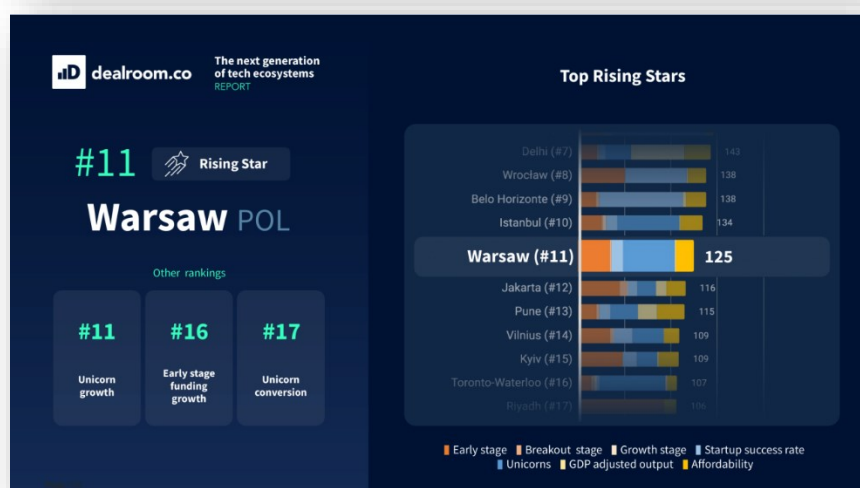 dealroom.co
The next generation
of tech ecosystems
REPORT
#11
Rising Star
Warsaw POL
Other rankings
#11
Unicorn
growth
#16
Early stage
funding
growth
#17
Unicorn
conversion
Top Rising Stars
Delhi (#7) 143
Wrocław (#8) 138
Belo Horizonte (#9) 138
Istanbul (#10) 134
Warsaw (#11) 125
Jakarta (#12) 116
Pune (#13) 115
Vilnius (#14) 109
Kyiv (#15) 109
Toronto-Waterloo (#16) 107
Riyadh (#17) 106
Early stage Breakout stage Growth stage Startup success rate
Unicorns GDP adjusted output Affordability